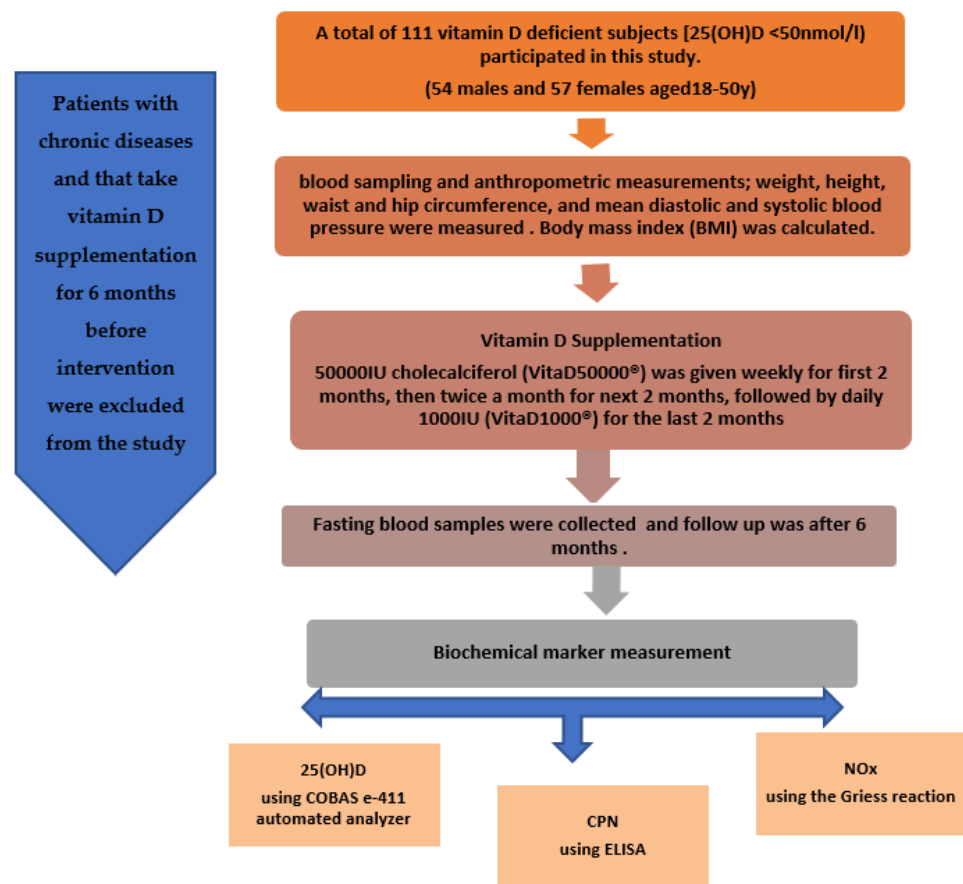 A total of 111 vitamin D deficient subjects [25(OH)D <50nmol/l)
participated in this study.
(54 males and 57 females aged18-50y)
Patients with
chronic diseases
and that take
vitamin D
supplementation
for 6 months
before
intervention
were excluded
from the study
blood sampling and anthropometric measurements; weight, height,
waist and hip circumference, and mean diastolic and systolic blood
pressure were measured . Body mass index (BMI) was calculated.
Vitamin D Supplementation
50000IU cholecalciferol (VitaD50000®) was given weekly for first 2
months, then twice a month for next 2 months, followed by daily
1000IU (VitaD1000®) for the last 2 months
Fasting blood samples were collected and follow up was after 6
months .
Biochemical marker measurement
25(OH)D
using COBAS e-411
automated analyzer
CPN
using ELISA
NOx
using the Griess reaction